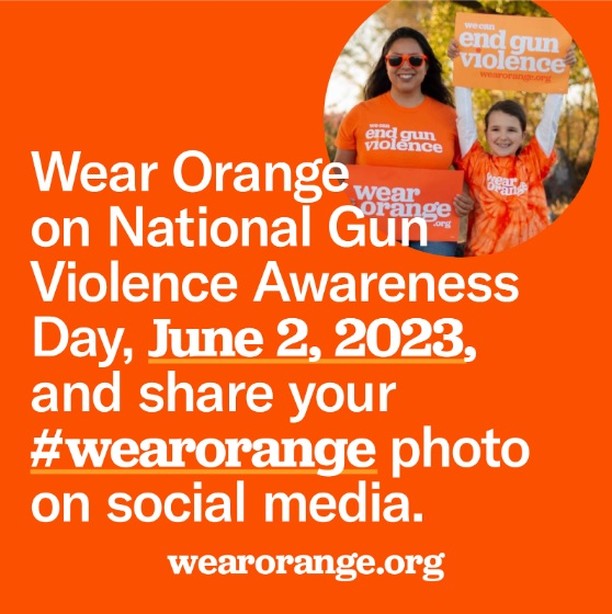 we can
end gun
violence
wearorange.org
we can
end gun
violence
wear
orange
.org
wear
orange
Wear Orange
on National Gun
Violence Awareness
Day, June 2, 2023,
and share your
#wearorange photo
on social media.
wearorange.org